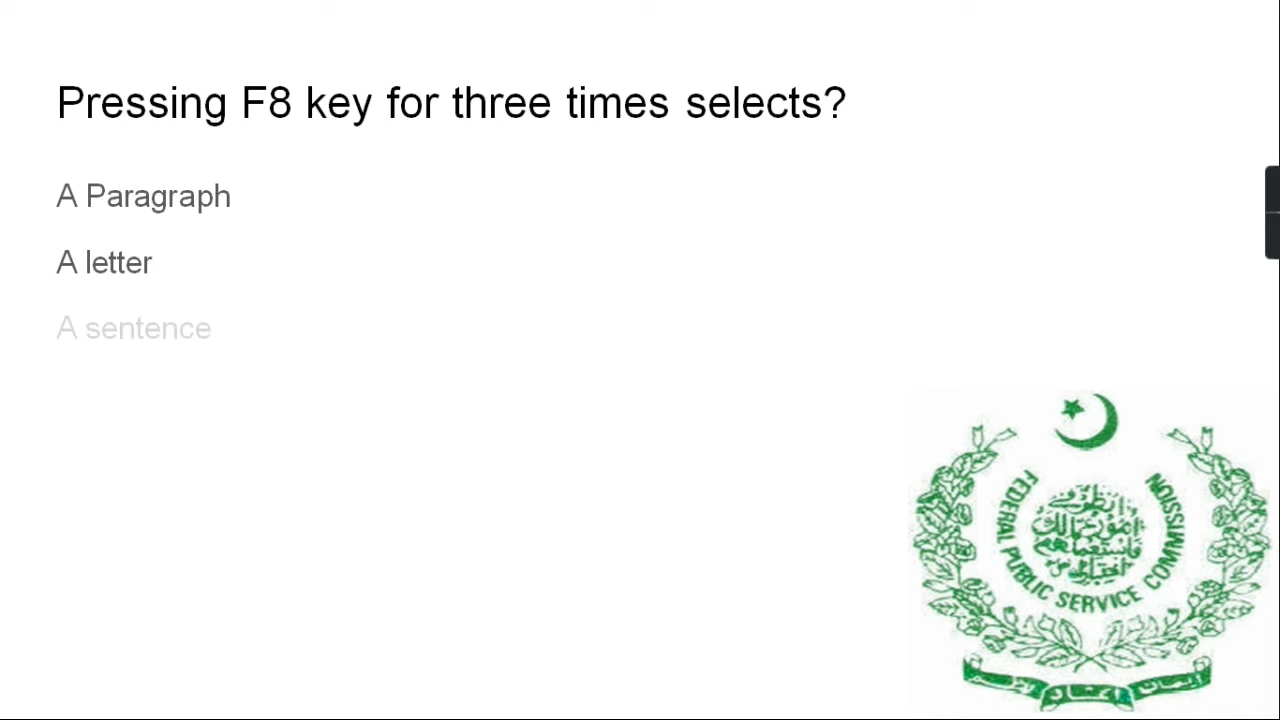 Pressing F8 key for three times selects?
A Paragraph
A letter
A sentence
FEDERAL PUBLIC SERVICE COMMISSION